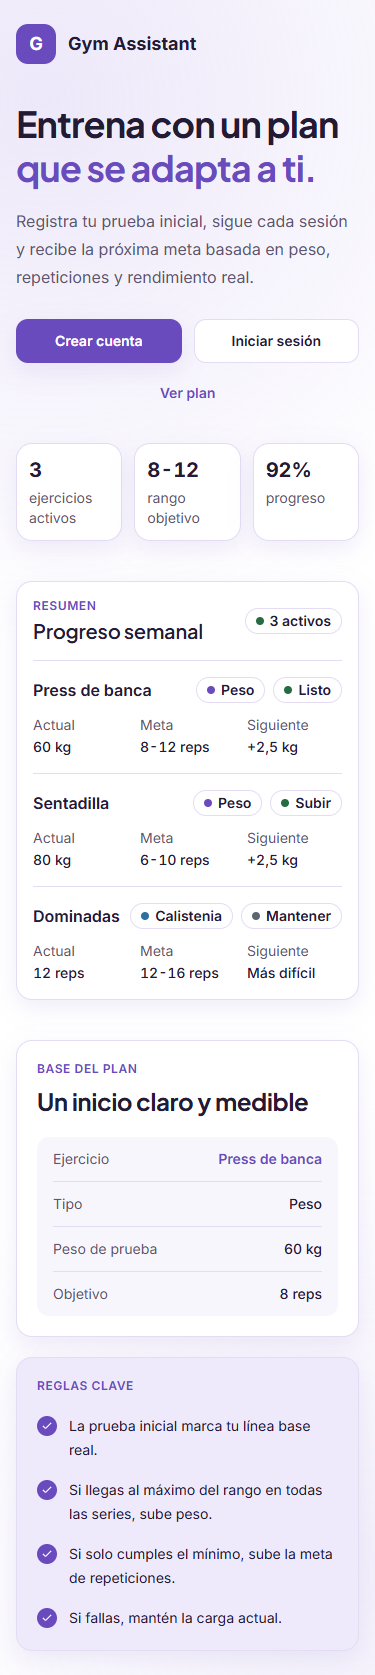 G Gym Assistant
Entrena con un plan
que se adapta a ti.
Registra tu prueba inicial, sigue cada sesión
y recibe la próxima meta basada en peso,
repeticiones y rendimiento real.
Crear cuenta Iniciar sesión
Ver plan
3 8-12 92%
ejercicios rango progreso
activos objetivo
RESUMEN
Progreso semanal 3 activos
Press de banca Peso Listo
Actual Meta Siguiente
60 kg 8-12 reps +2,5 kg
Sentadilla Peso Subir
Actual Meta Siguiente
80 kg 6-10 reps +2,5 kg
Dominadas Calistenia Mantener
Actual Meta Siguiente
12 reps 12-16 reps Más difícil
BASE DEL PLAN
Un inicio claro y medible
Ejercicio Press de banca
Tipo Peso
Peso de prueba 60 kg
Objetivo 8 reps
REGLAS CLAVE
La prueba inicial marca tu línea base
real.
Si llegas al máximo del rango en todas
las series, sube peso.
Si solo cumples el mínimo, sube la meta
de repeticiones.
Si fallas, mantén la carga actual.